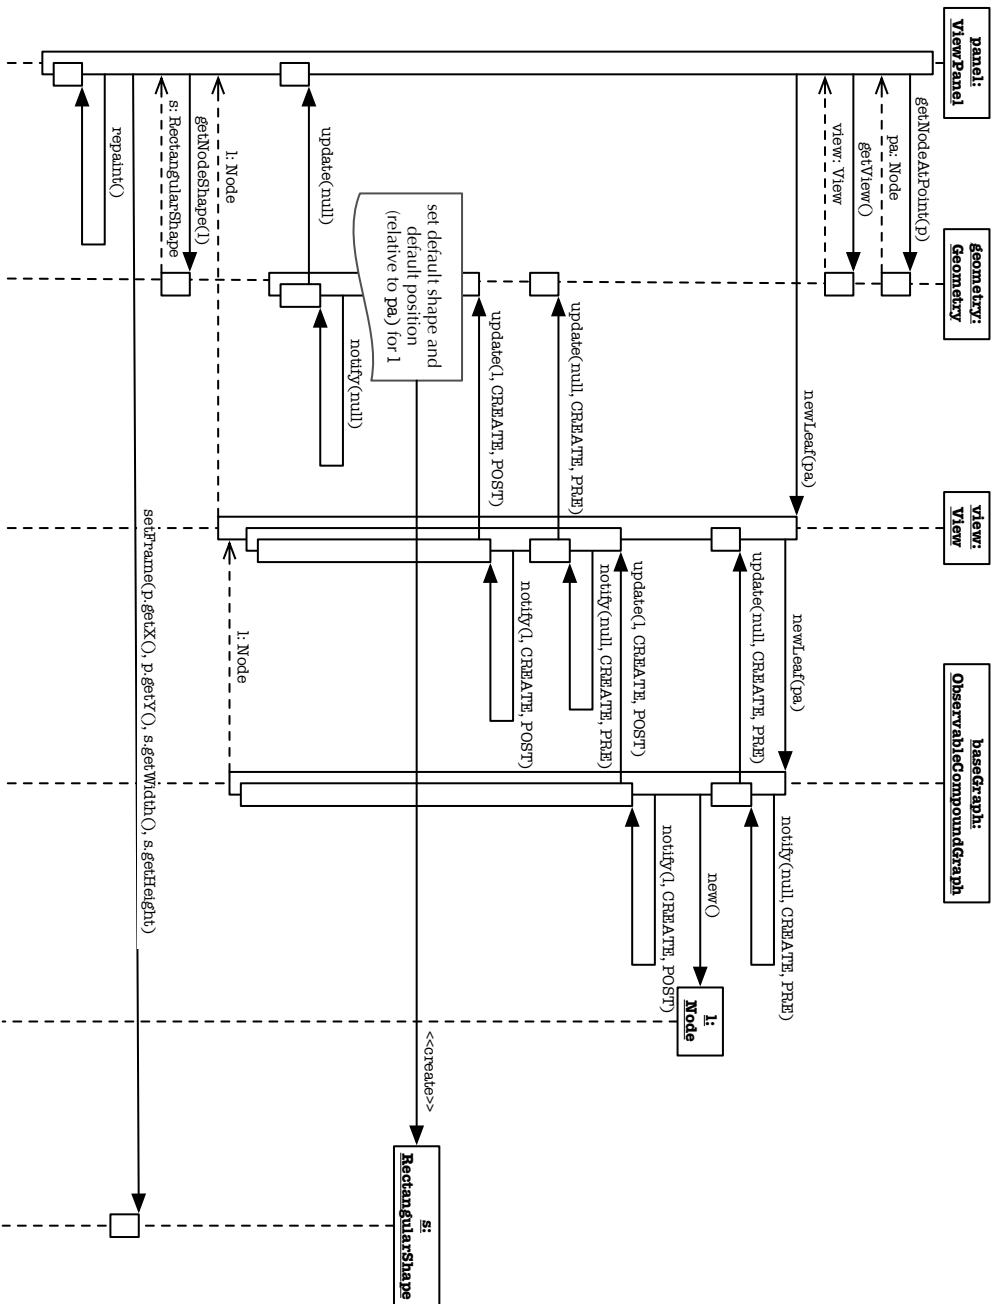 panel:
ViewPanel
geometry:
Geometry
view:
View
baseGraph:
ObservableCompoundGraph
getNodeAtPoint(p)
pa: Node
getView()
view: View
newLeaf(pa)
newLeaf(pa)
notify(null, CREATE, PRE)
update(null, CREATE, PRE)
new()
l:
Node
notify(l, CREATE, POST)
update(l, CREATE, POST)
notify(null, CREATE, PRE)
update(null, CREATE, PRE)
notify(l, CREATE, POST)
update(l, CREATE, POST)
set default shape and
default position
(relative to pa) for l
<<create>>
s:
RectangularShape
notify(null)
update(null)
l: Node
l: Node
getNodeShape(l)
s: RectangularShape
setFrame(p.getX(), p.getY(), s.getWidth(), s.getHeight)
repaint()